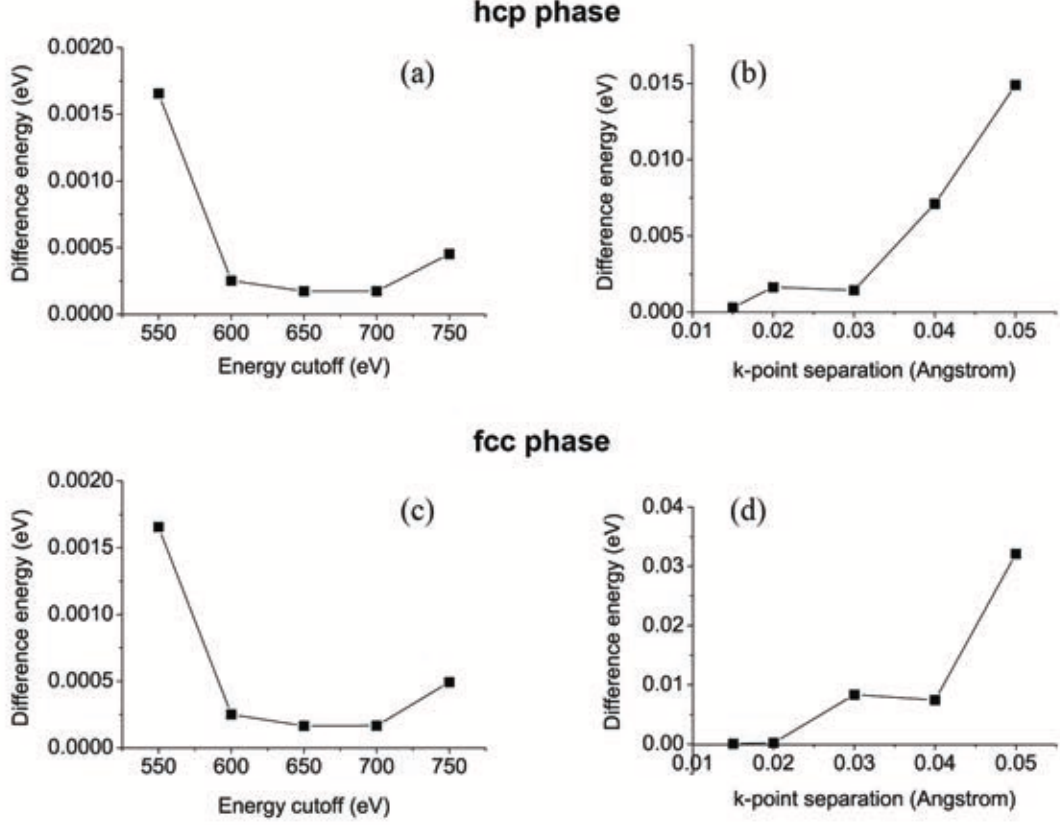 hcp phase
(a)
Difference energy (eV)
0.0020
0.0015
0.0010
0.0005
0.0000
550 600 650 700 750
Energy cutoff (eV)
(b)
Difference energy (eV)
0.015
0.010
0.005
0.000
0.01 0.02 0.03 0.04 0.05
k-point separation (Angstrom)
fcc phase
(c)
Difference energy (eV)
0.0020
0.0015
0.0010
0.0005
0.0000
550 600 650 700 750
Energy cutoff (eV)
(d)
Difference energy (eV)
0.04
0.03
0.02
0.01
0.00
0.01 0.02 0.03 0.04 0.05
k-point separation (Angstrom)